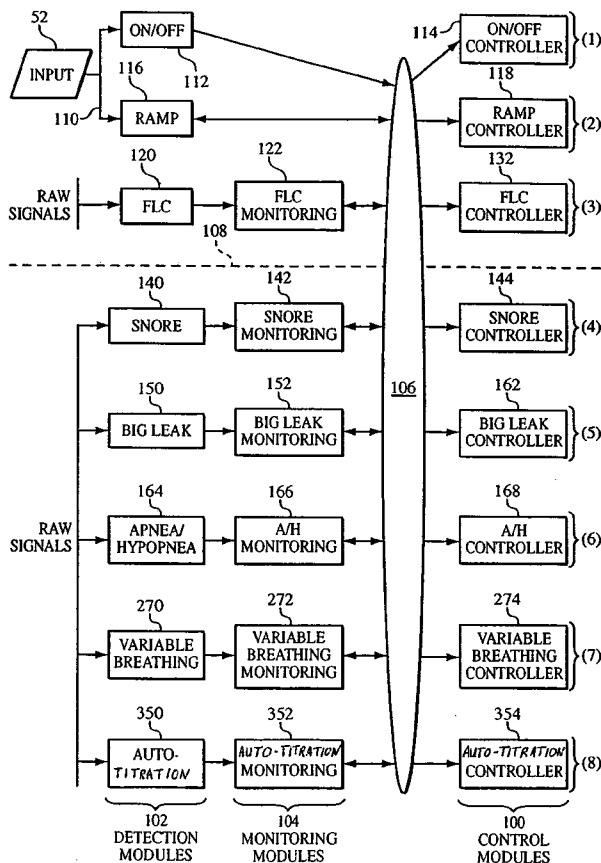 52
INPUT
110
ON/OFF
112
116
RAMP
114
ON/OFF
CONTROLLER
(1)
118
RAMP
CONTROLLER
(2)
RAW
SIGNALS
120
FLC
122
FLC
MONITORING
132
FLC
CONTROLLER
(3)
108
106
RAW
SIGNALS
140
SNORE
142
SNORE
MONITORING
144
SNORE
CONTROLLER
(4)
150
BIG LEAK
152
BIG LEAK
MONITORING
162
BIG LEAK
CONTROLLER
(5)
164
APNEA/
HYPOPNEA
166
A/H
MONITORING
168
A/H
CONTROLLER
(6)
270
VARIABLE
BREATHING
272
VARIABLE
BREATHING
MONITORING
274
VARIABLE
BREATHING
CONTROLLER
(7)
350
AUTO-
TITRATION
352
AUTO-TITRATION
MONITORING
354
AUTO-TITRATION
CONTROLLER
(8)
102
DETECTION
MODULES
104
MONITORING
MODULES
100
CONTROL
MODULES